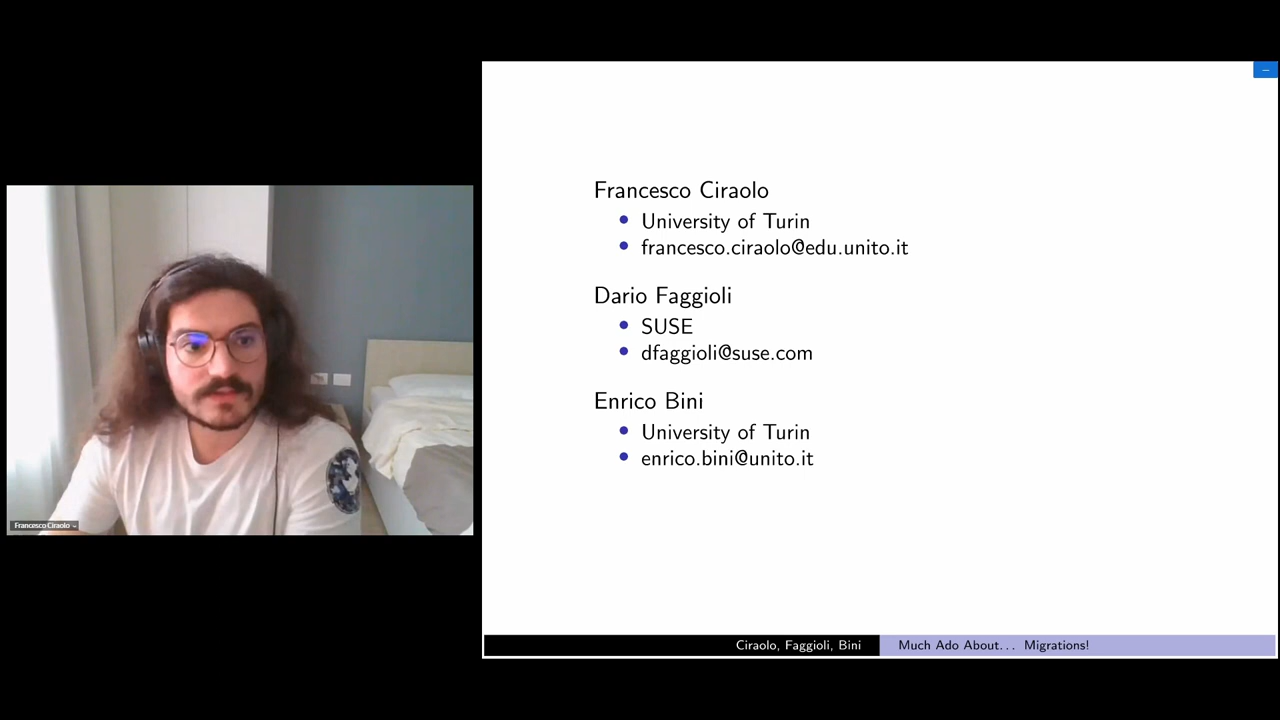 Francesco Ciraolo
University of Turin
francesco.ciraolo@edu.unito.it
Dario Faggioli
SUSE
dfaggioli@suse.com
Enrico Bini
University of Turin
enrico.bini@unito.it
Francesco Ciraolo
Ciraolo, Faggioli, Bini
Much Ado About... Migrations!